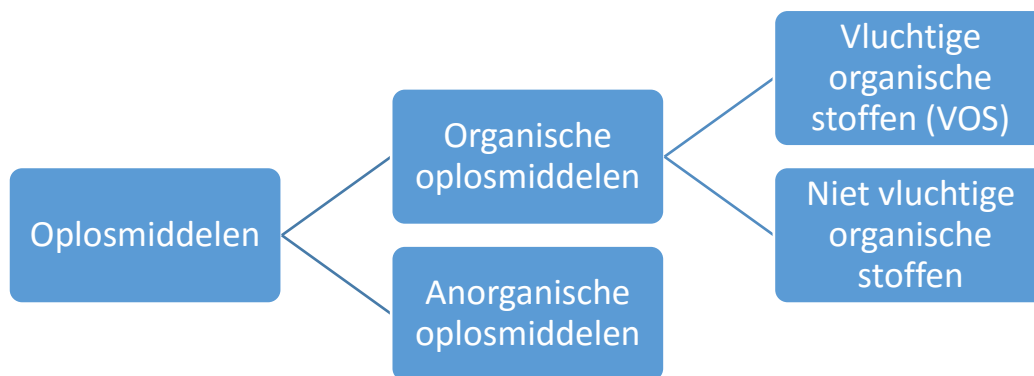 Oplosmiddelen
Organische
oplosmiddelen
Anorganische
oplosmiddelen
Vluchtige
organische
stoffen (VOS)
Niet vluchtige
organische
stoffen